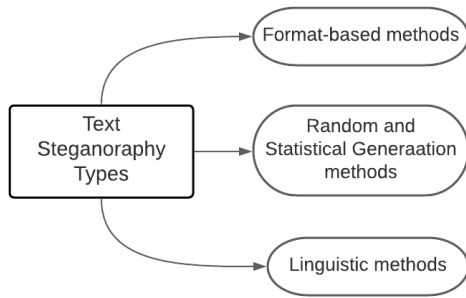 Format-based methods
Text
Steganoraphy
Types
Random and
Statistical Generaation
methods
Linguistic methods